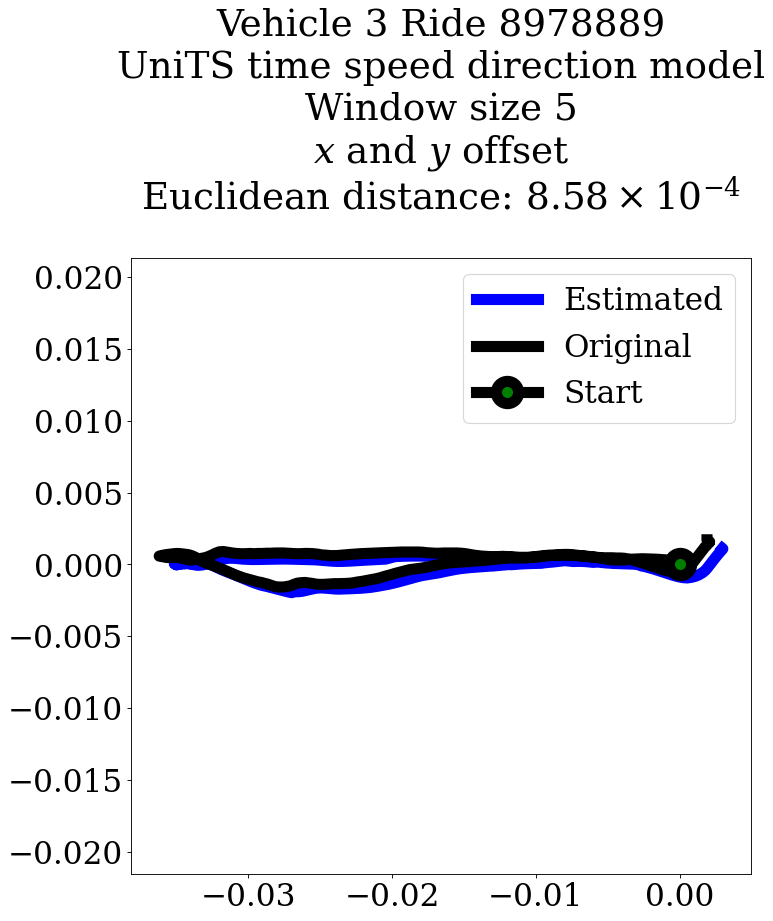 Vehicle 3 Ride 8978889
UniTS time speed direction model
Window size 5
x and y offset
Euclidean distance: 8.58 × 10⁻⁴
Estimated
Original
Start
0.020
0.015
0.010
0.005
0.000
−0.005
−0.010
−0.015
−0.020
−0.03 −0.02 −0.01 0.00